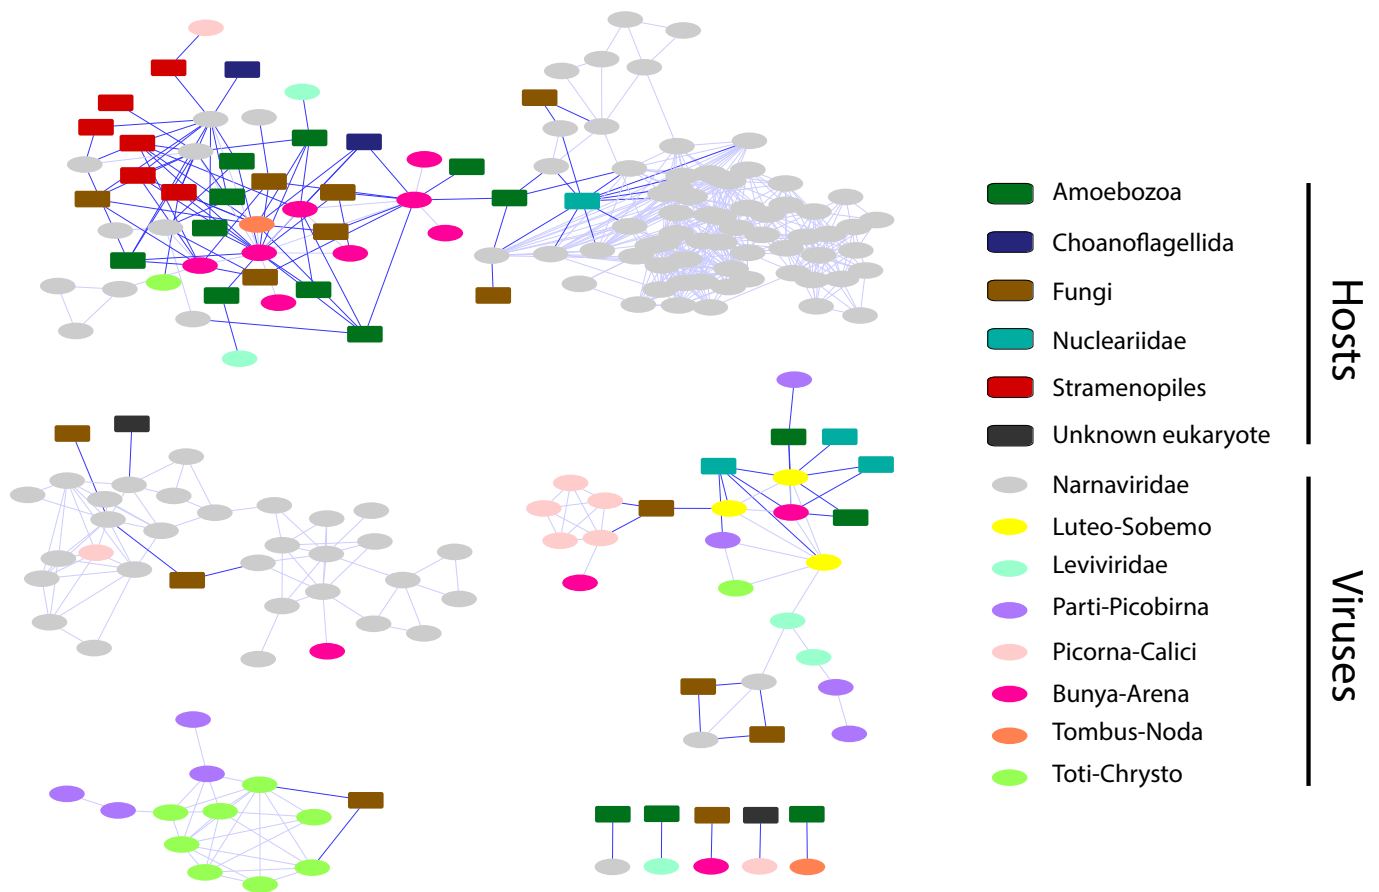 Amoebozoa
Choanoflagellida
Fungi
Nucleariidae
Stramenopiles
Unknown eukaryote
Hosts
Narnaviridae
Luteo-Sobemo
Leviviridae
Parti-Picobirna
Picorna-Calici
Bunya-Arena
Tombus-Noda
Toti-Chrysto
Viruses